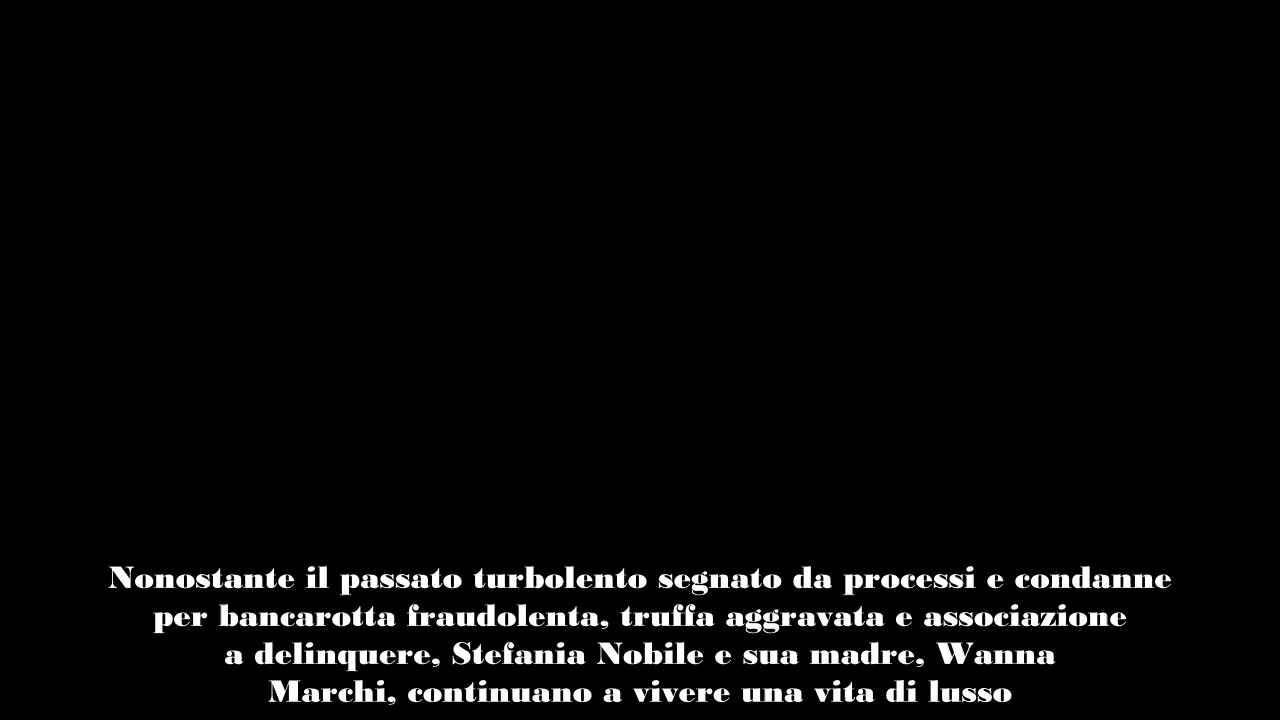 Nonostante il passato turbolento segnato da processi e condanne
per bancarotta fraudolenta, truffa aggravata e associazione
a delinquere, Stefania Nobile e sua madre, Wanna
Marchi, continuano a vivere una vita di lusso